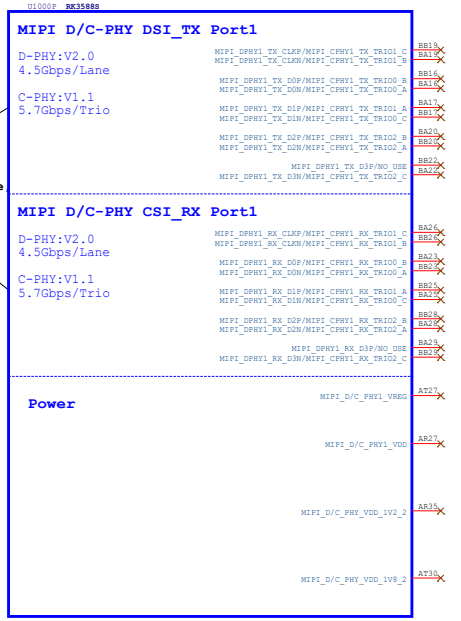 U1000P RK3588S
MIPI D/C-PHY DSI_TX Port1
D-PHY:V2.0
4.5Gbps/Lane
C-PHY:V1.1
5.7Gbps/Trio
MIPI_DPHY1_TX_CLKP/MIPI_CPHY1_TX_TRIO1_C BB19
MIPI_DPHY1_TX_CLKN/MIPI_CPHY1_TX_TRIO1_B BA19
MIPI_DPHY1_TX_D0P/MIPI_CPHY1_TX_TRIO0_B BB16
MIPI_DPHY1_TX_D0N/MIPI_CPHY1_TX_TRIO0_A BA16
MIPI_DPHY1_TX_D1P/MIPI_CPHY1_TX_TRIO1_A BA17
MIPI_DPHY1_TX_D1N/MIPI_CPHY1_TX_TRIO0_C BB17
MIPI_DPHY1_TX_D2P/MIPI_CPHY1_TX_TRIO2_B BA20
MIPI_DPHY1_TX_D2N/MIPI_CPHY1_TX_TRIO2_A BB20
MIPI_DPHY1_TX_D3P/NO_USE BB22
MIPI_DPHY1_TX_D3N/MIPI_CPHY1_TX_TRIO2_C BA22
e
MIPI D/C-PHY CSI_RX Port1
D-PHY:V2.0
4.5Gbps/Lane
C-PHY:V1.1
5.7Gbps/Trio
MIPI_DPHY1_RX_CLKP/MIPI_CPHY1_RX_TRIO1_C BA26
MIPI_DPHY1_RX_CLKN/MIPI_CPHY1_RX_TRIO1_B BB26
MIPI_DPHY1_RX_D0P/MIPI_CPHY1_RX_TRIO0_B BA23
MIPI_DPHY1_RX_D0N/MIPI_CPHY1_RX_TRIO0_A BB23
MIPI_DPHY1_RX_D1P/MIPI_CPHY1_RX_TRIO1_A BB25
MIPI_DPHY1_RX_D1N/MIPI_CPHY1_RX_TRIO0_C BA25
MIPI_DPHY1_RX_D2P/MIPI_CPHY1_RX_TRIO2_B BB28
MIPI_DPHY1_RX_D2N/MIPI_CPHY1_RX_TRIO2_A BA28
MIPI_DPHY1_RX_D3P/NO_USE BA29
MIPI_DPHY1_RX_D3N/MIPI_CPHY1_RX_TRIO2_C BB29
Power
MIPI_D/C_PHY1_VREG AT27
MIPI_D/C_PHY1_VDD AR27
MIPI_D/C_PHY_VDD_1V2_2 AR35
MIPI_D/C_PHY_VDD_1V8_2 AT30